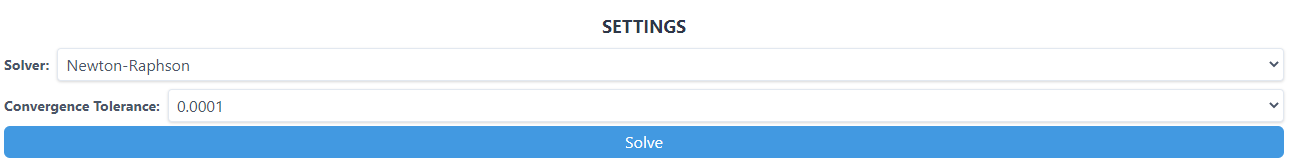 SETTINGS
Solver: Newton-Raphson
Convergence Tolerance: 0.0001
Solve